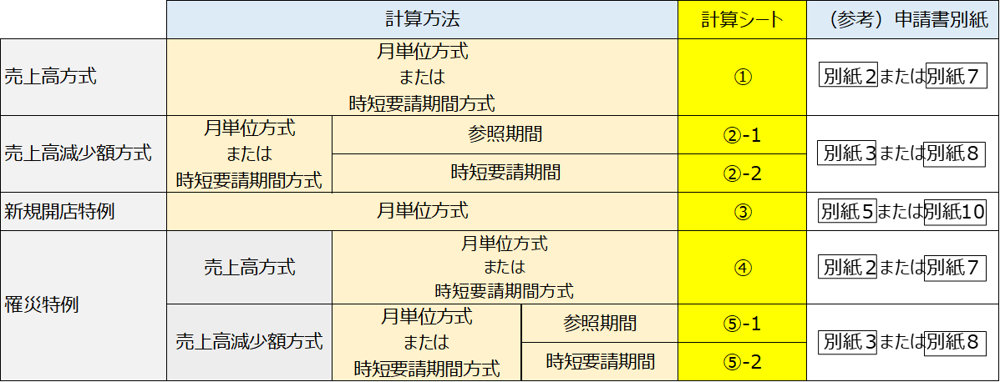 計算方法
計算シート
（参考）申請書別紙
売上高方式
月単位方式
または
時短要請期間方式
①
別紙２または別紙７
売上高減少額方式
月単位方式
または
時短要請期間方式
参照期間
②-1
時短要請期間
②-2
別紙３または別紙８
新規開店特例
月単位方式
③
別紙５または別紙10
罹災特例
売上高方式
月単位方式
または
時短要請期間方式
④
別紙２または別紙７
売上高減少額方式
月単位方式
または
時短要請期間方式
参照期間
⑤-1
時短要請期間
⑤-2
別紙３または別紙８